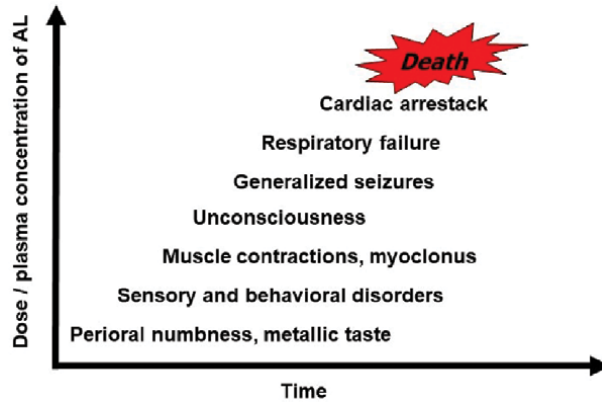 Death
Cardiac arrestack
Respiratory failure
Generalized seizures
Unconsciousness
Muscle contractions, myoclonus
Sensory and behavioral disorders
Perioral numbness, metallic taste
Dose / plasma concentration of AL
Time